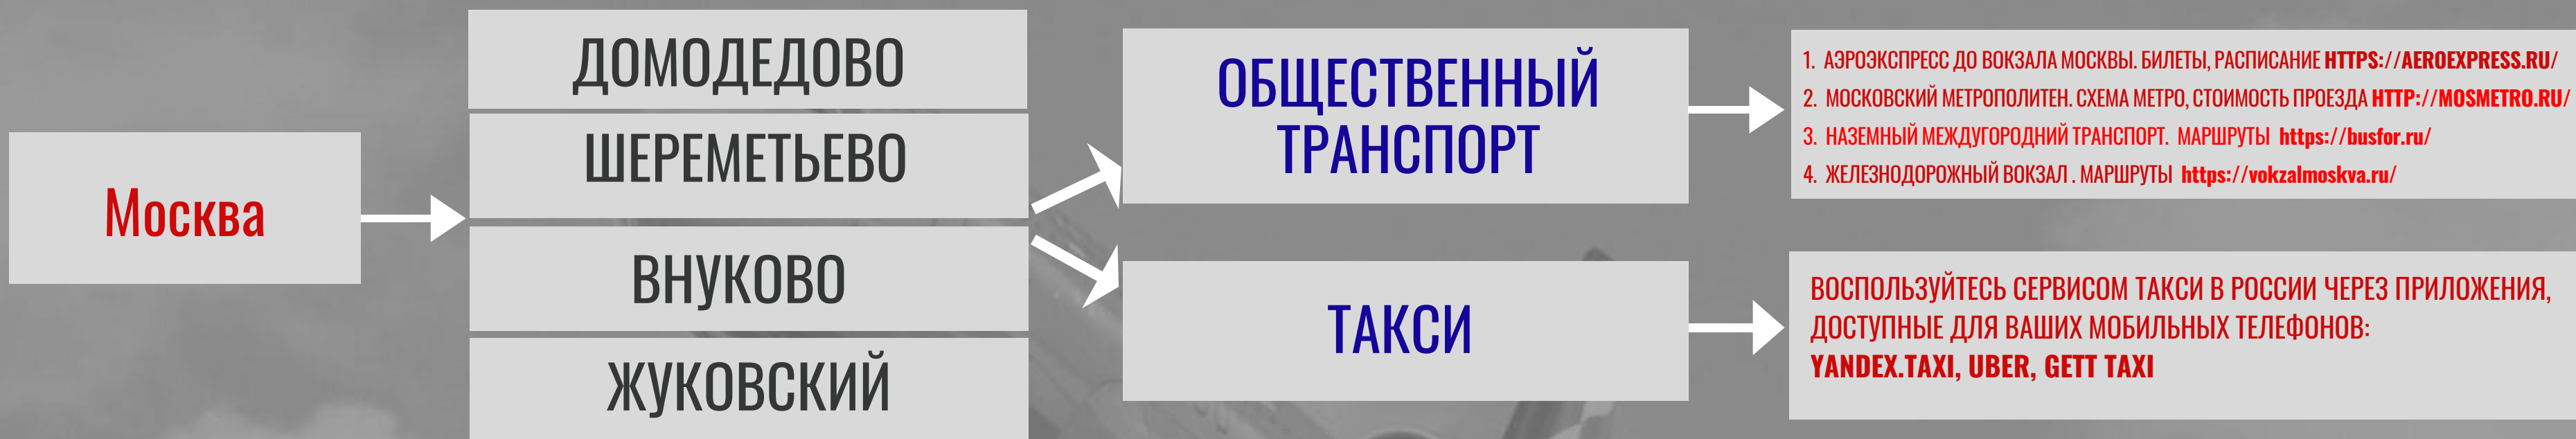 Москва
ДОМОДЕДОВО
ШЕРЕМЕТЬЕВО
ВНУКОВО
ЖУКОВСКИЙ
ОБЩЕСТВЕННЫЙ
ТРАНСПОРТ
ТАКСИ
1. АЭРОЭКСПРЕСС ДО ВОКЗАЛА МОСКВЫ. БИЛЕТЫ, РАСПИСАНИЕ HTTPS://AEROEXPRESS.RU/
2. МОСКОВСКИЙ МЕТРОПОЛИТЕН. СХЕМА МЕТРО, СТОИМОСТЬ ПРОЕЗДА HTTP://MOSMETRO.RU/
3. НАЗЕМНЫЙ МЕЖДУГОРОДНИЙ ТРАНСПОРТ. МАРШРУТЫ https://busfor.ru/
4. ЖЕЛЕЗНОДОРОЖНЫЙ ВОКЗАЛ . МАРШРУТЫ https://vokzalmoskva.ru/
ВОСПОЛЬЗУЙТЕСЬ СЕРВИСОМ ТАКСИ В РОССИИ ЧЕРЕЗ ПРИЛОЖЕНИЯ,
ДОСТУПНЫЕ ДЛЯ ВАШИХ МОБИЛЬНЫХ ТЕЛЕФОНОВ:
YANDEX.TAXI, UBER, GETT TAXI